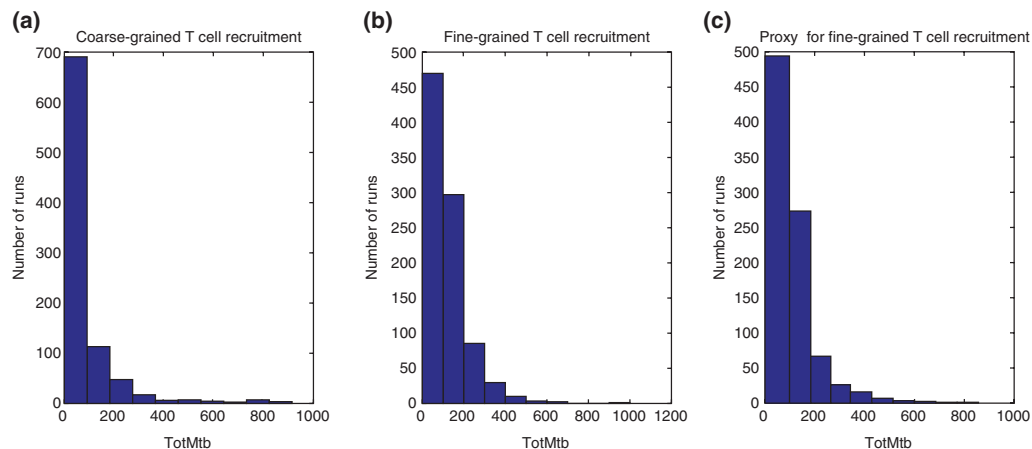 (a)
Coarse-grained T cell recruitment
700
600
500
400
300
200
100
0
Number of runs
0 200 400 600 800 1000
TotMtb
(b)
Fine-grained T cell recruitment
500
450
400
350
300
250
200
150
100
50
0
Number of runs
0 200 400 600 800 1000 1200
TotMtb
(c)
Proxy for fine-grained T cell recruitment
500
450
400
350
300
250
200
150
100
50
0
Number of runs
0 200 400 600 800 1000
TotMtb